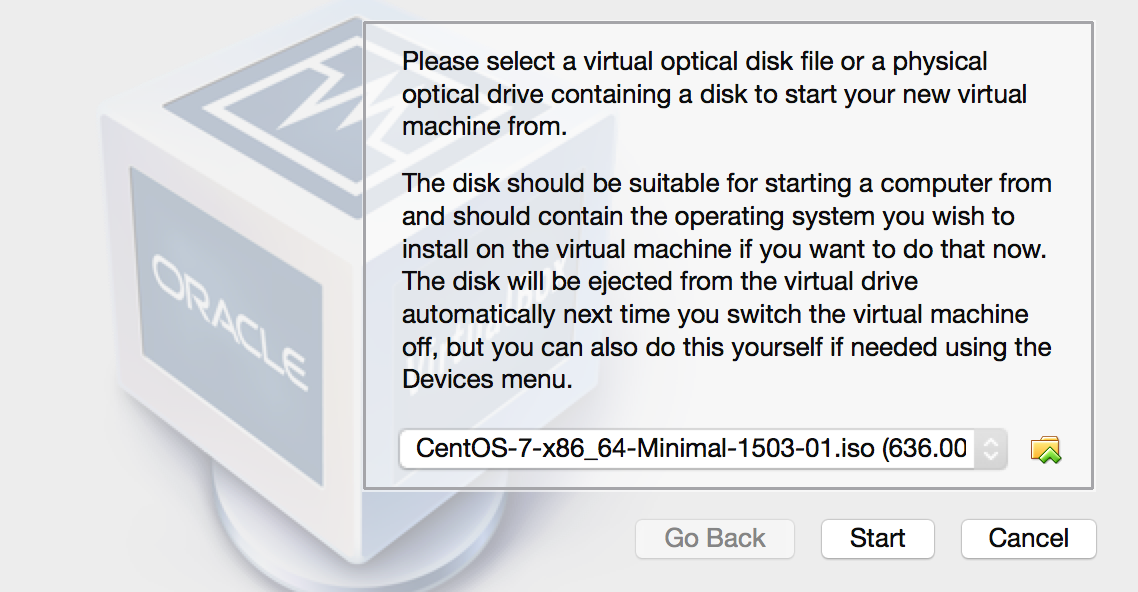 Please select a virtual optical disk file or a physical
optical drive containing a disk to start your new virtual
machine from.
The disk should be suitable for starting a computer from
and should contain the operating system you wish to
install on the virtual machine if you want to do that now.
The disk will be ejected from the virtual drive
automatically next time you switch the virtual machine
off, but you can also do this yourself if needed using the
Devices menu.
ORACLE
CentOS-7-x86_64-Minimal-1503-01.iso (636.00
Go Back
Start
Cancel